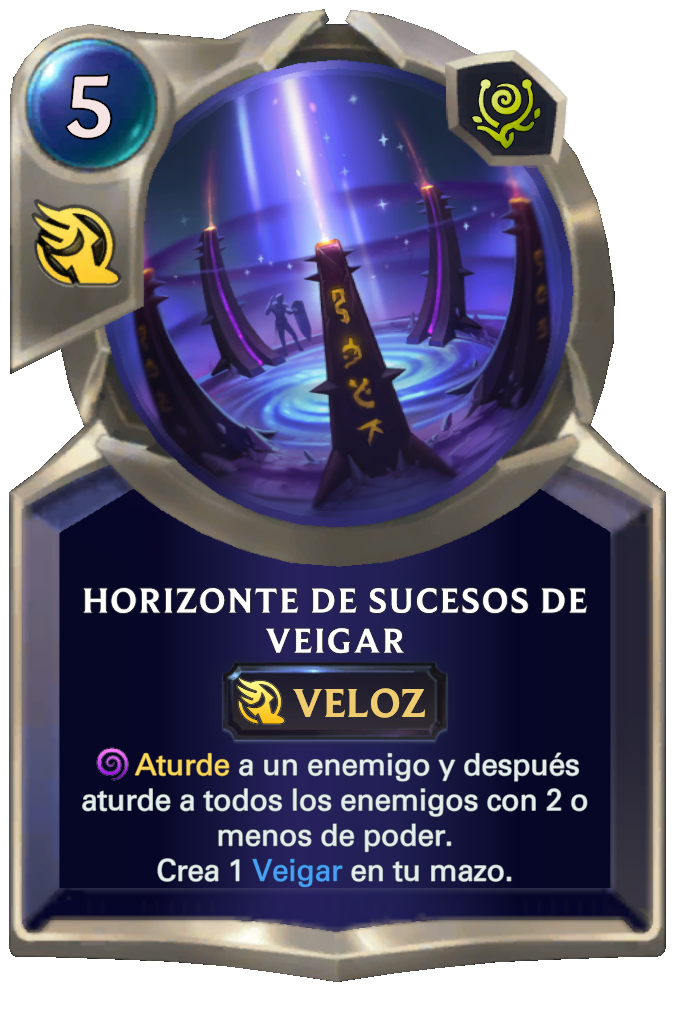 5
HORIZONTE DE SUCESOS DE
VEIGAR
VELOZ
Aturde a un enemigo y después
aturde a todos los enemigos con 2 o
menos de poder.
Crea 1 Veigar en tu mazo.